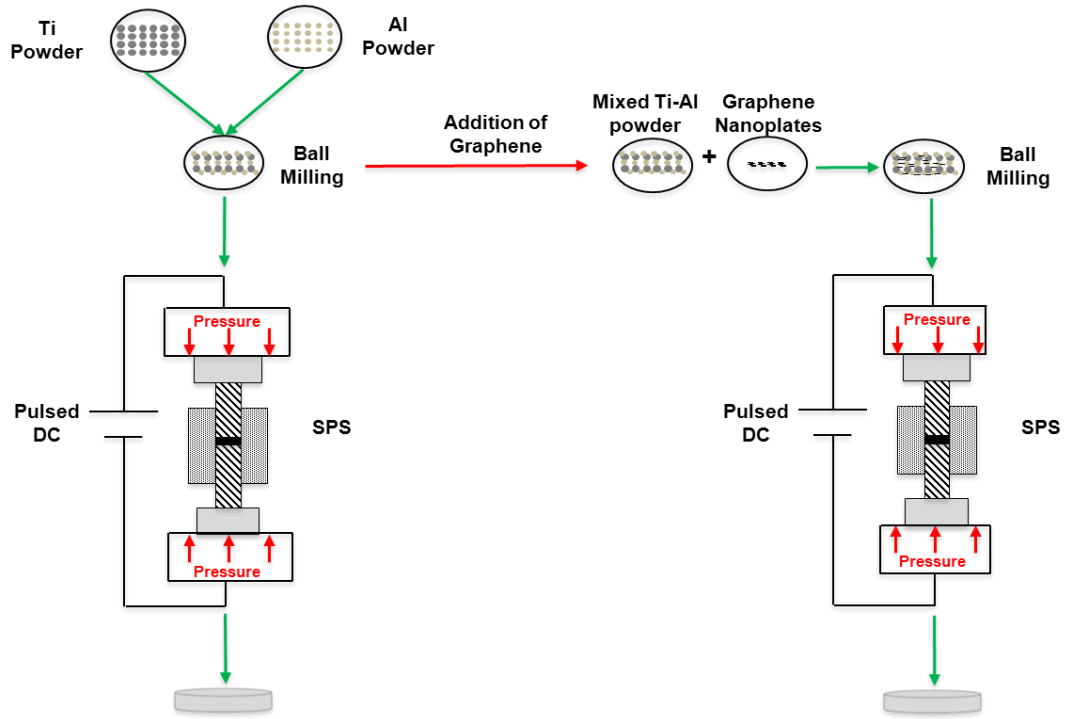 Ti
Powder
Al
Powder
Ball
Milling
Addition of
Graphene
Mixed Ti-Al
powder
+
Graphene
Nanoplates
Ball
Milling
Pressure
Pulsed
DC
SPS
Pressure
Pressure
Pulsed
DC
SPS
Pressure